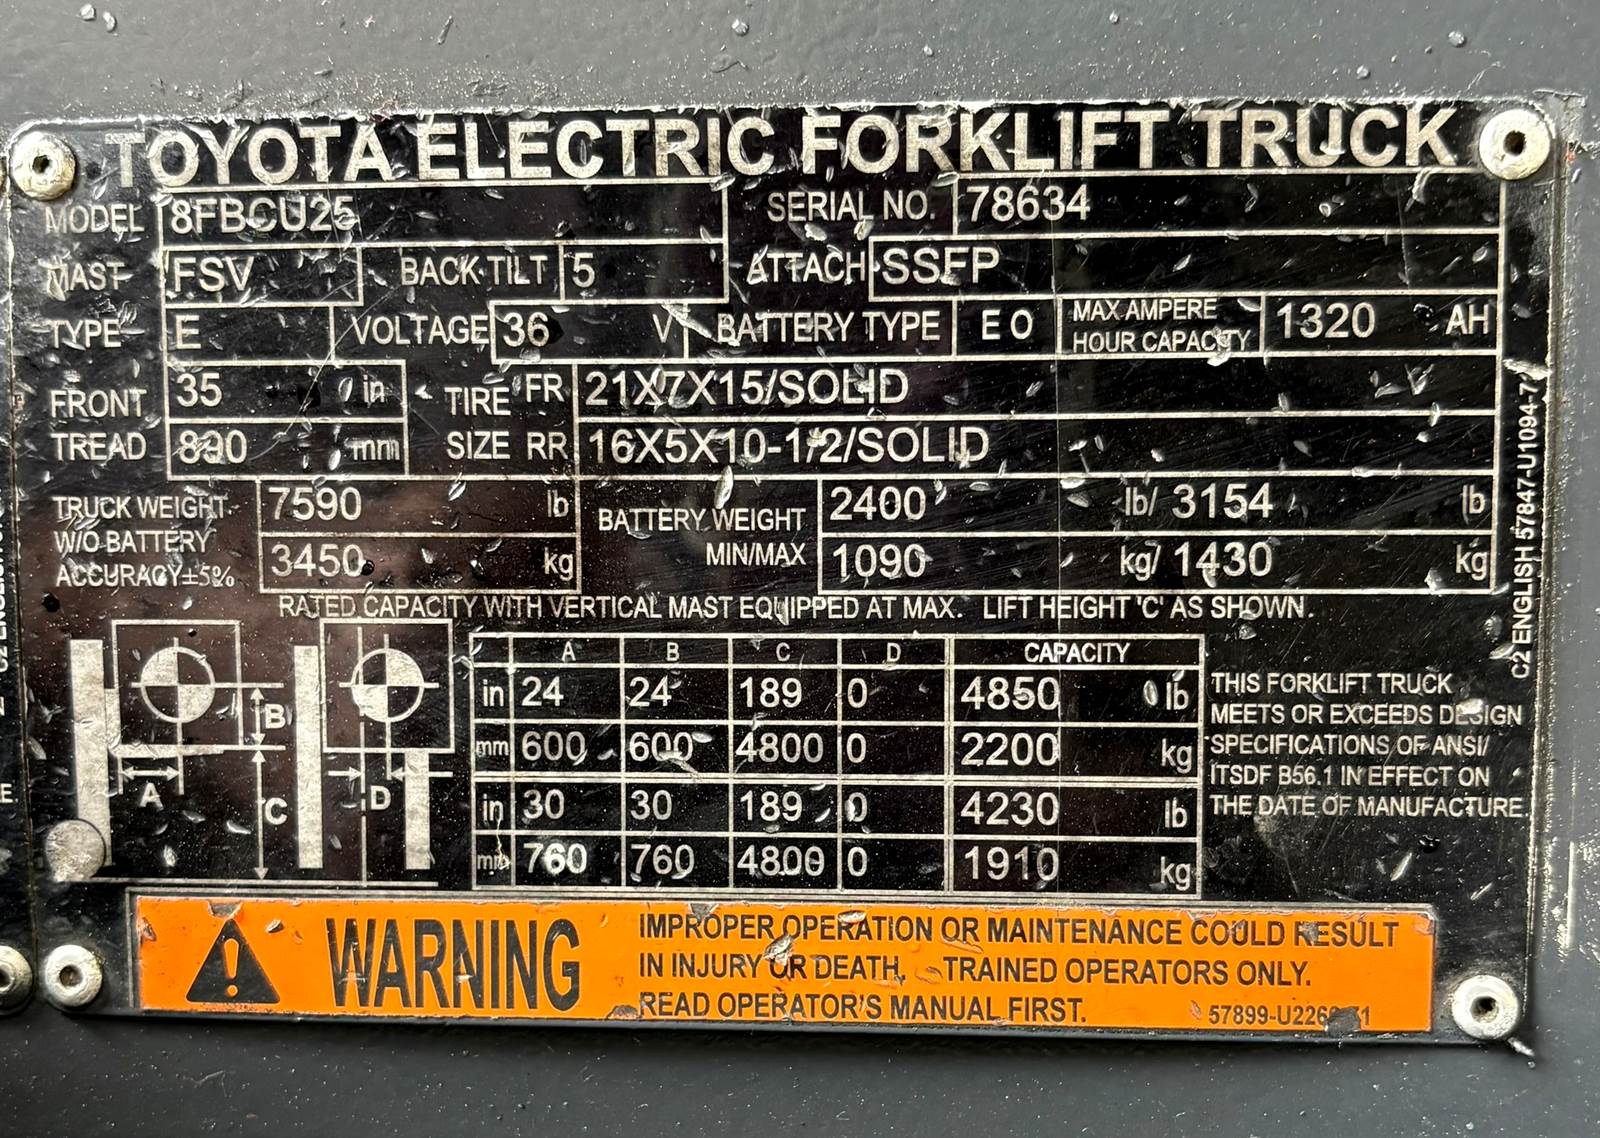 TOYOTA ELECTRIC FORKLIFT TRUCK
MODEL 8FBCU25 SERIAL NO. 78634
MAST FSV BACK TILT 5 ATTACH SSFP
TYPE E VOLTAGE 36 V BATTERY TYPE E O MAX AMPERE HOUR CAPACITY 1320 AH
FRONT TREAD 35 in TIRE SIZE FR 21X7X15/SOLID
890 mm RR 16X5X10-1/2/SOLID
TRUCK WEIGHT 7590 lb BATTERY WEIGHT 2400 lb/ 3154 lb
W/O BATTERY
ACCURACY±5% 3450 kg MIN/MAX 1090 kg/ 1430 kg
RATED CAPACITY WITH VERTICAL MAST EQUIPPED AT MAX. LIFT HEIGHT 'C' AS SHOWN.
A B C D CAPACITY
in 24 24 189 0 4850 lb
mm 600 600 4800 0 2200 kg
in 30 30 189 0 4230 lb
mm 760 760 4800 0 1910 kg
B
A
C
D
THIS FORKLIFT TRUCK
MEETS OR EXCEEDS DESIGN
SPECIFICATIONS OF ANSI/
ITSDF B56.1 IN EFFECT ON
THE DATE OF MANUFACTURE.
C2 ENGLISH 57847-U1094-7
WARNING
IMPROPER OPERATION OR MAINTENANCE COULD RESULT
IN INJURY OR DEATH. TRAINED OPERATORS ONLY.
READ OPERATOR'S MANUAL FIRST.